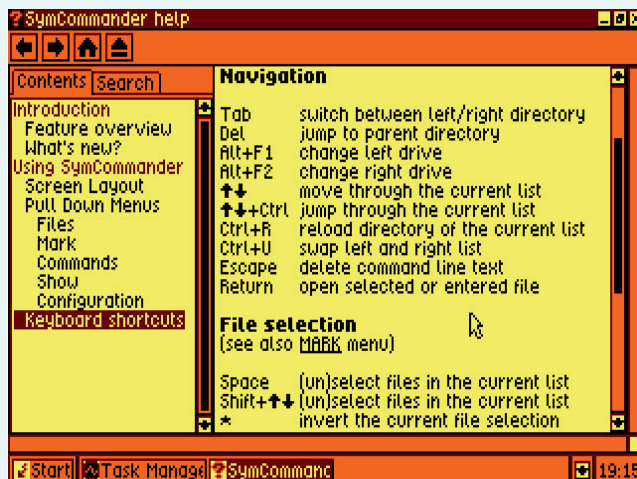 SymCommander help
Contents Search
Introduction
Feature overview
What's new?
Using SymCommander
Screen Layout
Pull Down Menus
Files
Mark
Commands
Show
Configuration
Keyboard shortcuts
Navigation
Tab switch between left/right directory
Del jump to parent directory
Alt+F1 change left drive
Alt+F2 change right drive
↑↓ move through the current list
↑↓+Ctrl jump through the current list
Ctrl+R reload directory of the current list
Ctrl+U swap left and right list
Escape delete command line text
Return open selected or entered file
File selection
(see also MARK menu)
Space (un)select files in the current list
Shift+↑↓ (un)select files in the current list
* invert the current file selection
Start Task Manage SymCommand 19:15